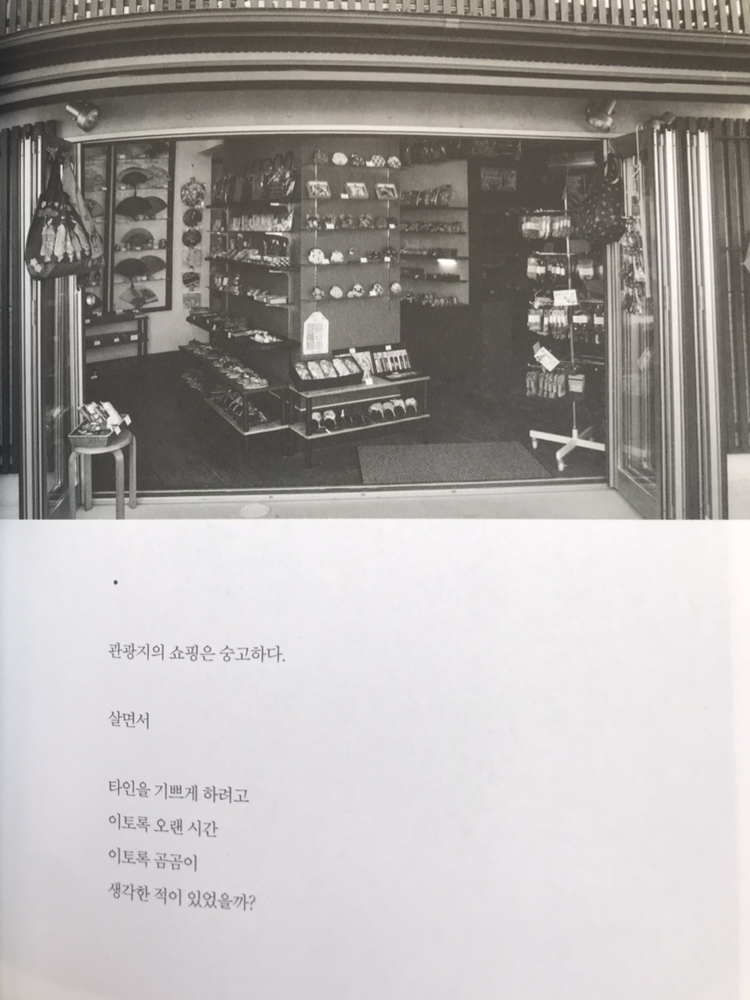 관광지의 쇼핑은 숭고하다.
살면서
타인을 기쁘게 하려고
이토록 오랜 시간
이토록 곰곰이
생각한 적이 있었을까?